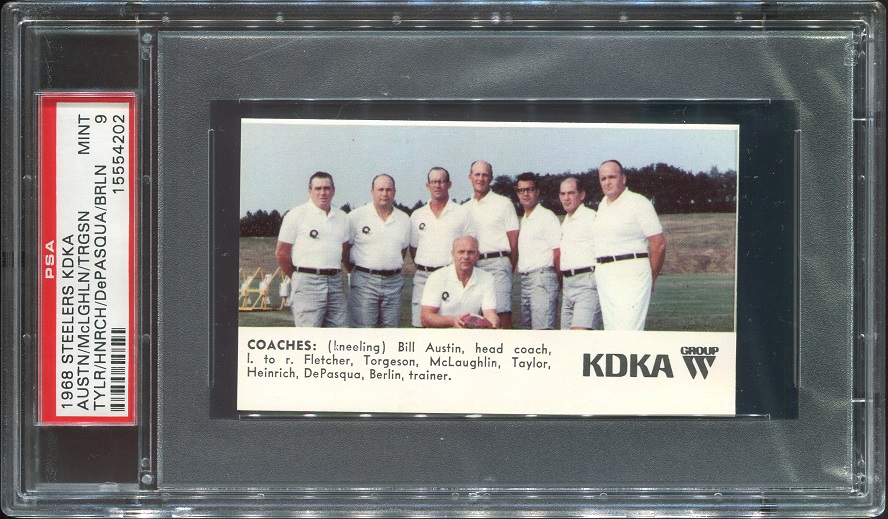 PSA
1968 STEELERS KDKA MINT
AUSTN/McLGHLN/TRGSN 9
TYLR/HNRCH/DePASQUA/BRLN 15554202
COACHES: (kneeling) Bill Austin, head coach,
l. to r. Fletcher, Torgeson, McLaughlin, Taylor,
Heinrich, DePasqua, Berlin, trainer.
KDKA GROUP W